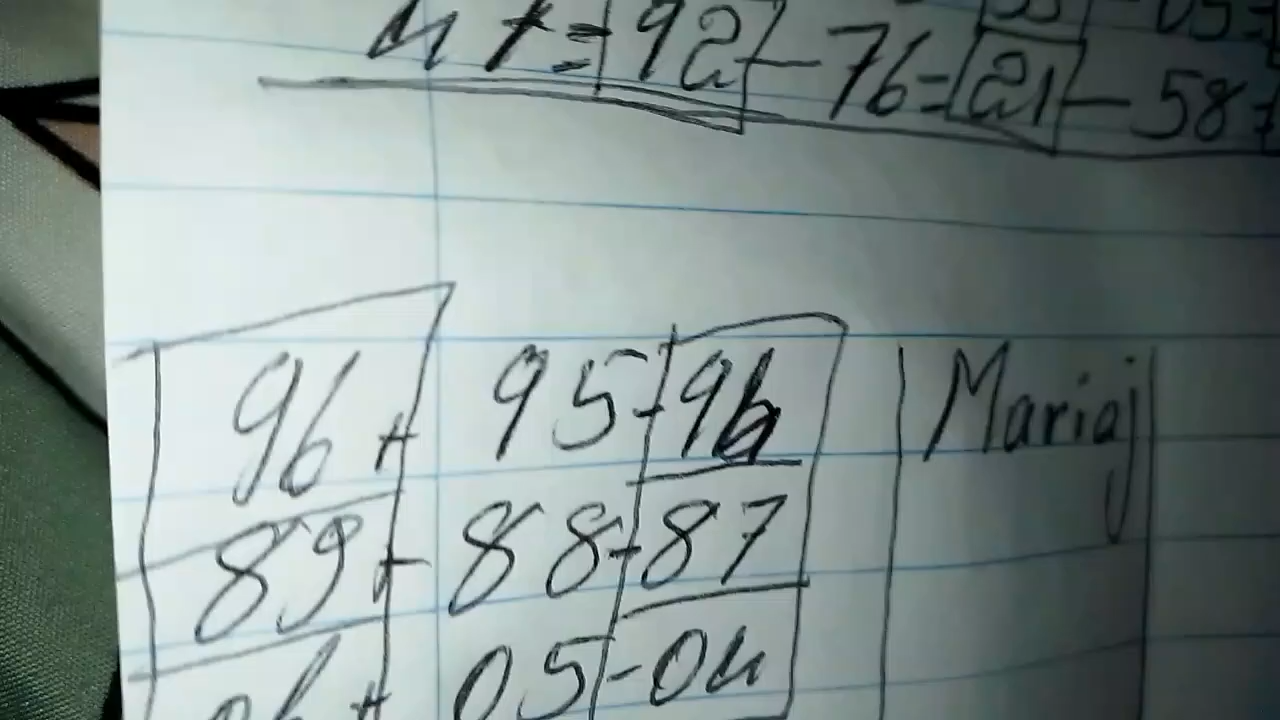 92 - 76 = 21 - 58 =
96 + 95 - 96 Mariaj
89 + 88 - 87
05 - 04